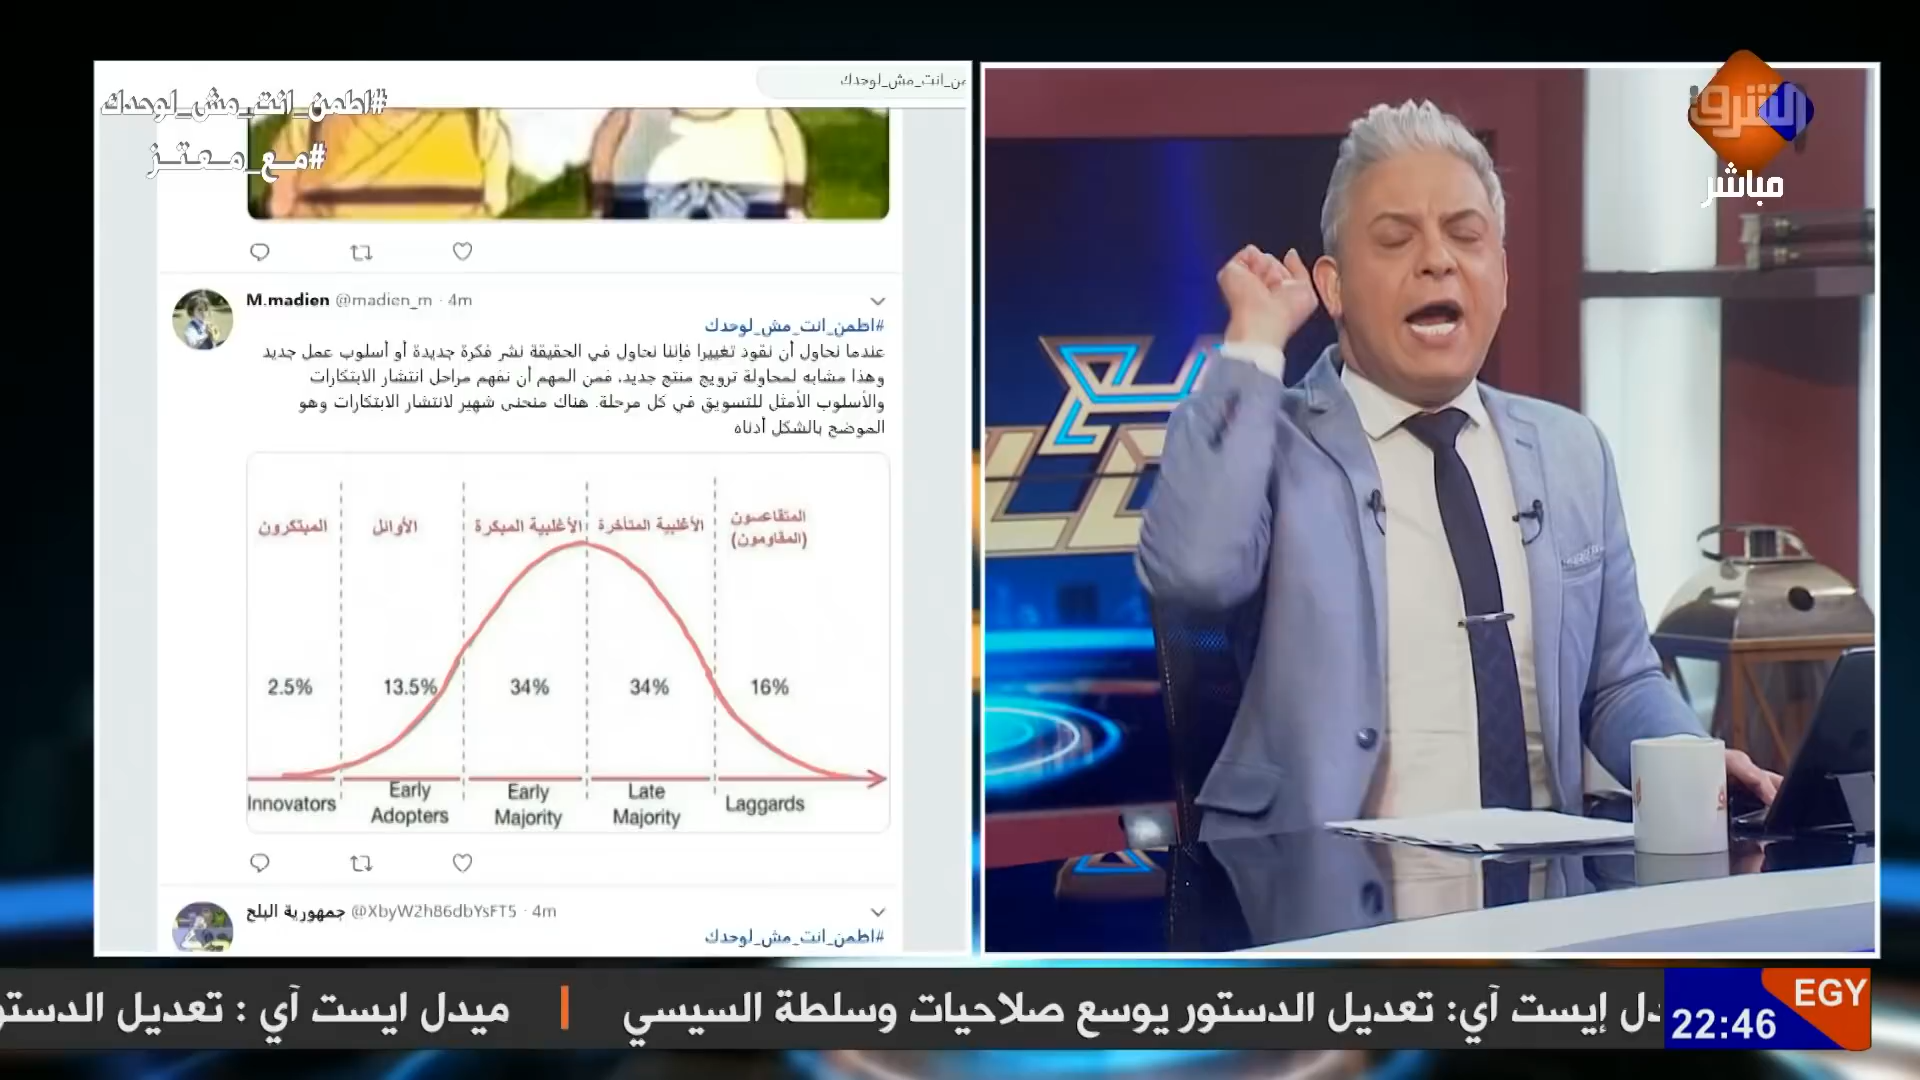 #اطمن_انت_مش_لوحدك
#مـع_مـعـتـز
من_انت_مش_لوحدك
M.madien @madien_m · 4m
#اطمن_انت_مش_لوحدك
عندما نحاول أن نقود تغييرا فإننا نحاول في الحقيقة نشر فكرة جديدة أو أسلوب عمل جديد
وهذا مشابه لمحاولة ترويج منتج جديد. فمن المهم أن نفهم مراحل انتشار الابتكارات
والأسلوب الأمثل للتسويق في كل مرحلة. هناك منحنى شهير لانتشار الابتكارات وهو
الموضح بالشكل أدناه
المبتكرون
الأوائل
الأغلبية المبكرة
الأغلبية المتأخرة
المتقاعسون
(المقاومون)
2.5%
13.5%
34%
34%
16%
Innovators
Early
Adopters
Early
Majority
Late
Majority
Laggards
جمهورية البلح @XbyW2h86dbYsFT5 · 4m
#اطمن_انت_مش_لوحدك
الشرق
مباشر
دل إيست آي: تعديل الدستور يوسع صلاحيات وسلطة السيسي | ميدل ايست آي : تعديل الدستو
EGY
22:46